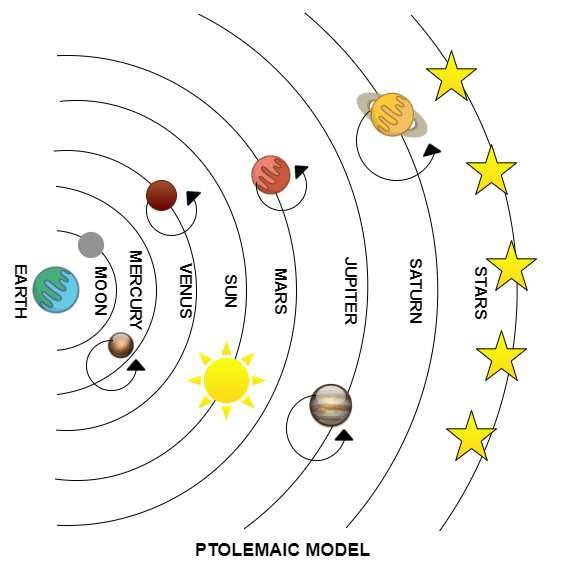 EARTH
MOON
MERCURY
VENUS
SUN
MARS
JUPITER
SATURN
STARS
PTOLEMAIC MODEL